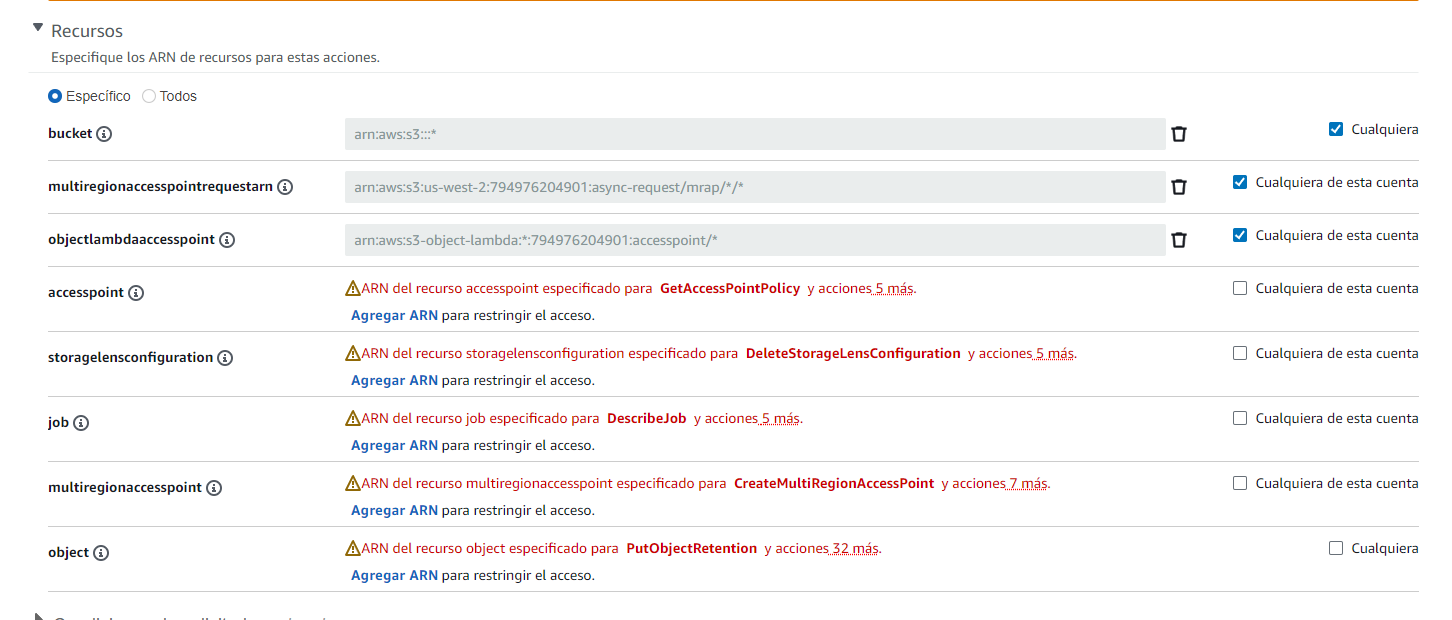 Recursos
Especifique los ARN de recursos para estas acciones.
Específico Todos
bucket arn:aws:s3:::* Cualquiera
multiregionaccesspointrequestarn arn:aws:s3:us-west-2:794976204901:async-request/mrap/*/* Cualquiera de esta cuenta
objectlambdaaccesspoint arn:aws:s3-object-lambda:*:794976204901:accesspoint/* Cualquiera de esta cuenta
accesspoint ARN del recurso accesspoint especificado para GetAccessPointPolicy y acciones 5 más. Cualquiera de esta cuenta
Agregar ARN para restringir el acceso.
storagelensconfiguration ARN del recurso storagelensconfiguration especificado para DeleteStorageLensConfiguration y acciones 5 más. Cualquiera de esta cuenta
Agregar ARN para restringir el acceso.
job ARN del recurso job especificado para DescribeJob y acciones 5 más. Cualquiera de esta cuenta
Agregar ARN para restringir el acceso.
multiregionaccesspoint ARN del recurso multiregionaccesspoint especificado para CreateMultiRegionAccessPoint y acciones 7 más. Cualquiera de esta cuenta
Agregar ARN para restringir el acceso.
object ARN del recurso object especificado para PutObjectRetention y acciones 32 más. Cualquiera
Agregar ARN para restringir el acceso.